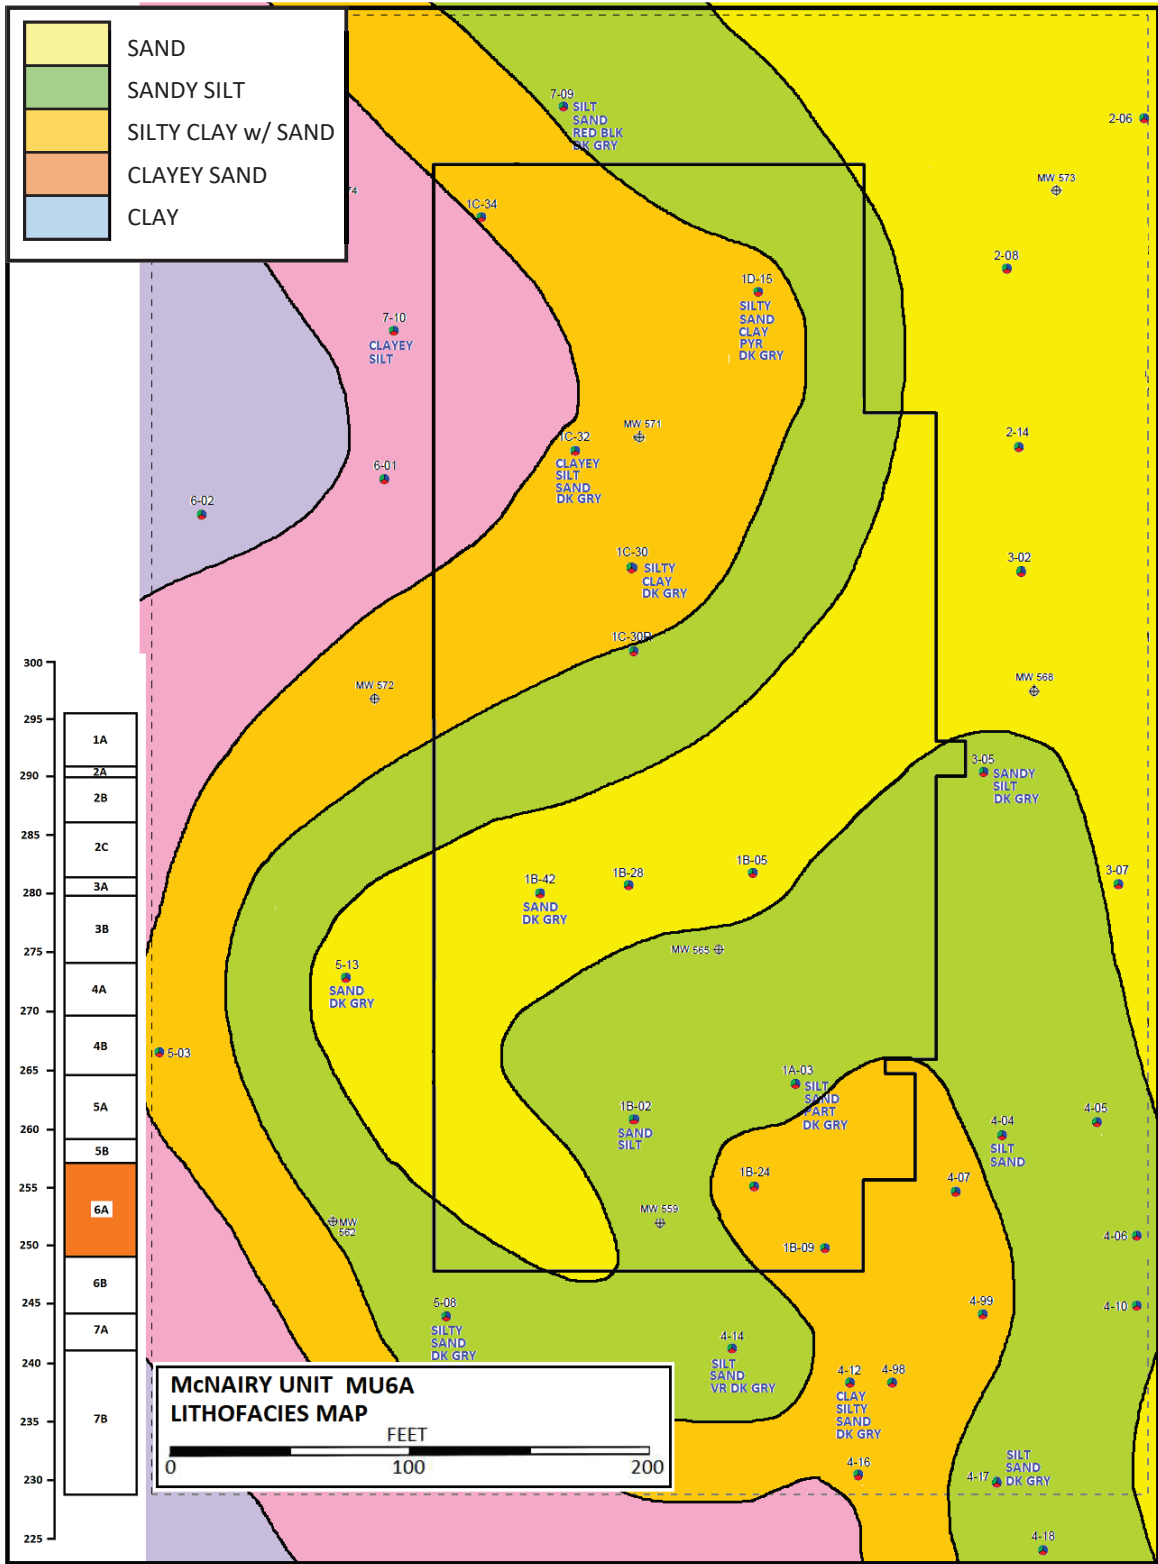 SAND
SANDY SILT
SILTY CLAY w/ SAND
CLAYEY SAND
CLAY
7-09
SILT
SAND
RED BLK
DK GRY
2-06
MW 573
74
1C-34
2-08
1D-15
SILTY
SAND
CLAY
PYR
DK GRY
7-10
CLAYEY
SILT
MW 571
2-14
1C-32
CLAYEY
SILT
SAND
DK GRY
6-01
6-02
1C-30
SILTY
CLAY
DK GRY
3-02
1C-30R
MW 572
MW 568
3-05
SANDY
SILT
DK GRY
1B-42
SAND
DK GRY
1B-28
1B-05
3-07
MW 565
5-13
SAND
DK GRY
5-03
1A-03
SILT
SAND
PART
DK GRY
1B-02
SAND
SILT
4-04
SILT
SAND
4-05
1B-24
4-07
MW
562
MW 559
1B-09
4-06
4-99
4-10
5-08
SILTY
SAND
DK GRY
4-14
SILT
SAND
VR DK GRY
4-12
CLAY
SILTY
SAND
DK GRY
4-98
4-16
4-17
SILT
SAND
DK GRY
4-18
300
295
290
285
280
275
270
265
260
255
250
245
240
235
230
225
1A
2A
2B
2C
3A
3B
4A
4B
5A
5B
6A
6B
7A
7B
McNAIRY UNIT MU6A
LITHOFACIES MAP
FEET
0 100 200